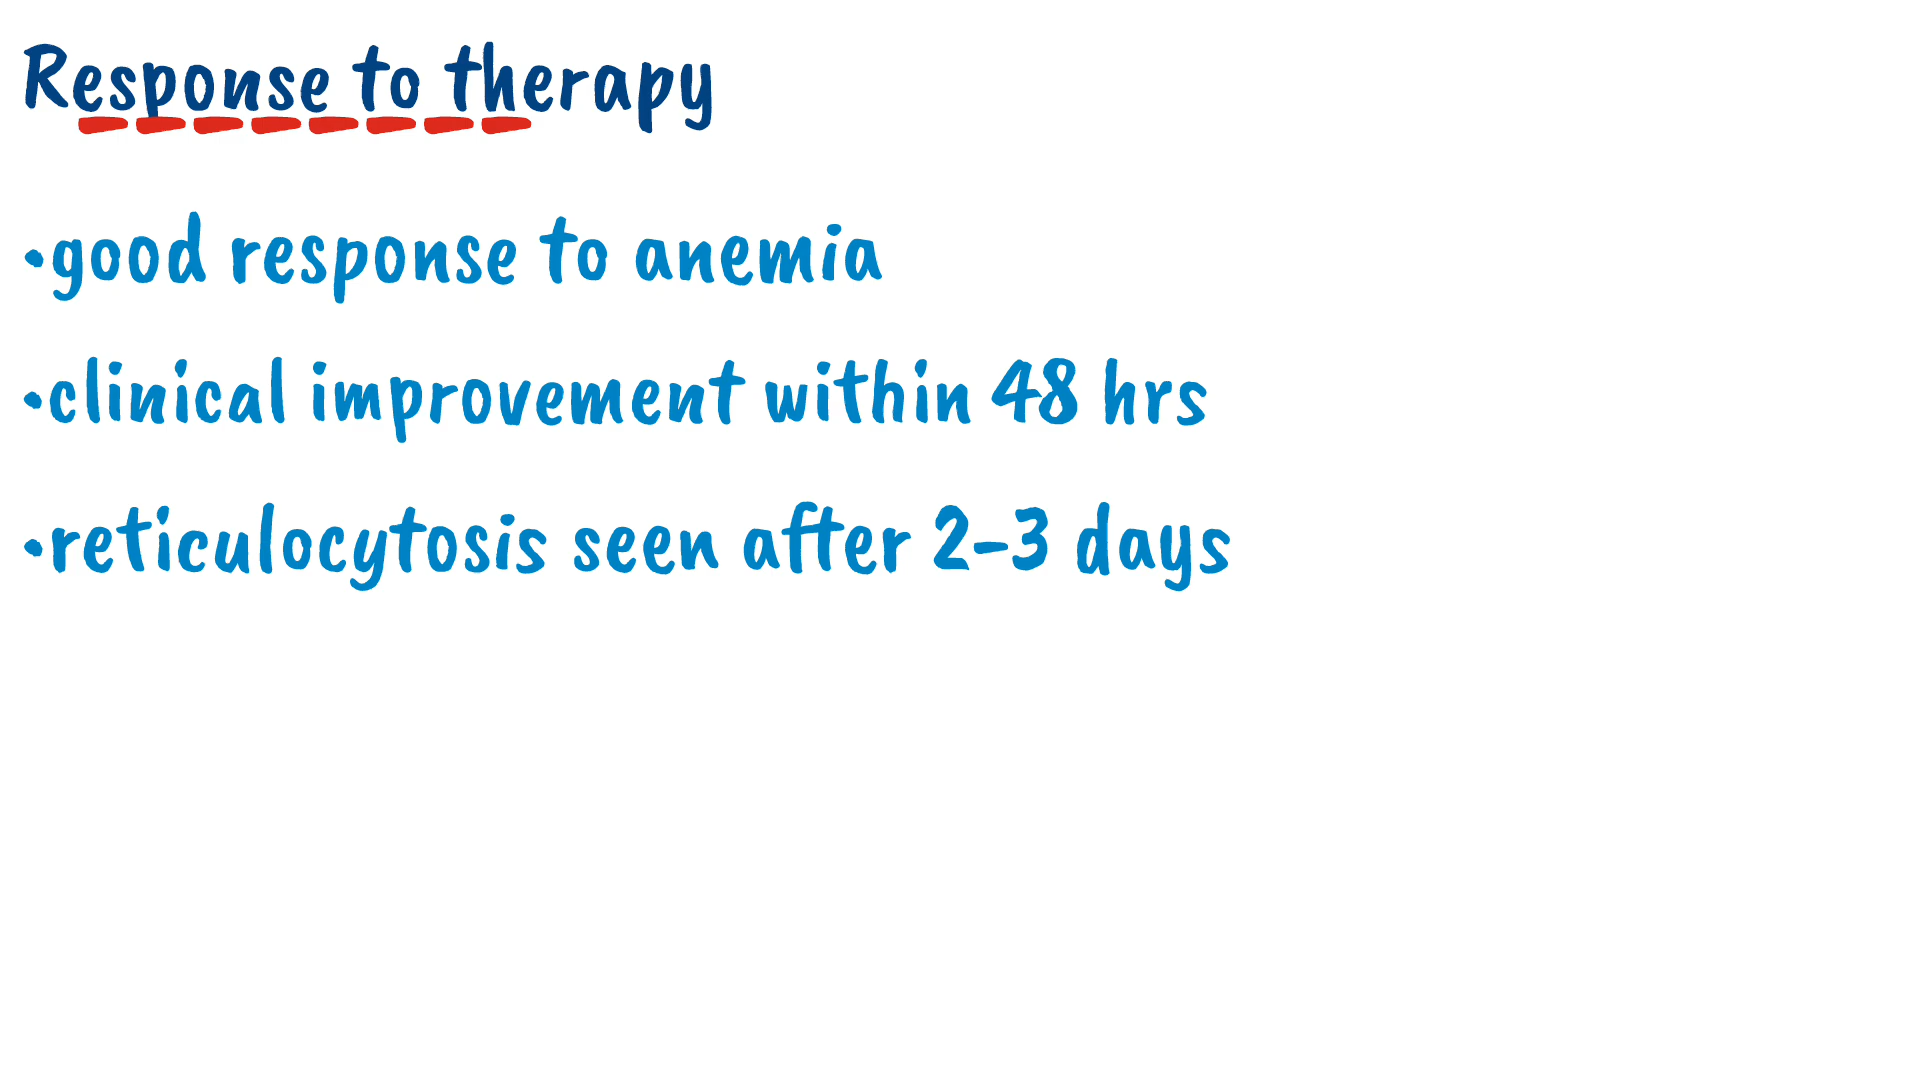 Response to therapy
•good response to anemia
•clinical improvement within 48 hrs
•reticulocytosis seen after 2-3 days